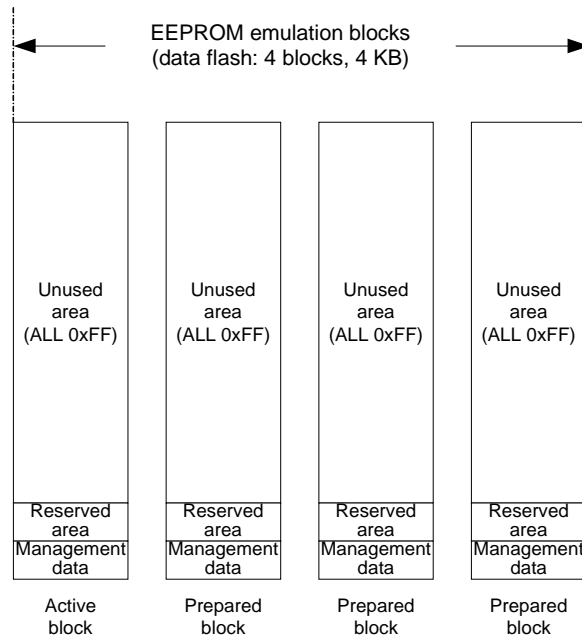 EEPROM emulation blocks
(data flash: 4 blocks, 4 KB)
Unused
area
(ALL 0xFF)
Unused
area
(ALL 0xFF)
Unused
area
(ALL 0xFF)
Unused
area
(ALL 0xFF)
Reserved
area
Reserved
area
Reserved
area
Reserved
area
Management
data
Management
data
Management
data
Management
data
Active
block
Prepared
block
Prepared
block
Prepared
block